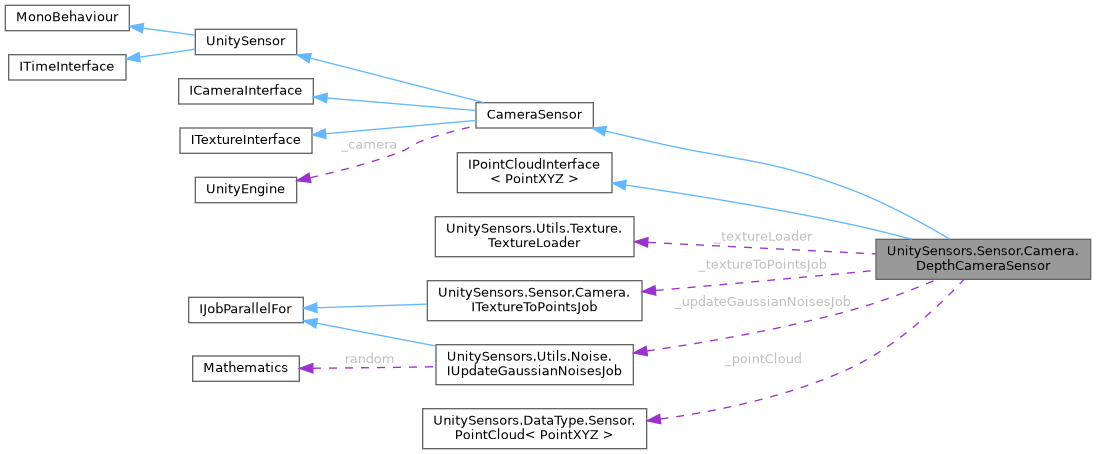 MonoBehaviour
UnitySensor
ITimeInterface
ICameraInterface
CameraSensor
ITextureInterface
_camera
IPointCloudInterface
< PointXYZ >
UnityEngine
UnitySensors.Utils.Texture.
TextureLoader
_textureLoader
UnitySensors.Sensor.Camera.
DepthCameraSensor
_textureToPointsJob
UnitySensors.Sensor.Camera.
ITextureToPointsJob
_updateGaussianNoisesJob
IJobParallelFor
random
UnitySensors.Utils.Noise.
IUpdateGaussianNoisesJob
_pointCloud
Mathematics
UnitySensors.DataType.Sensor.
PointCloud< PointXYZ >